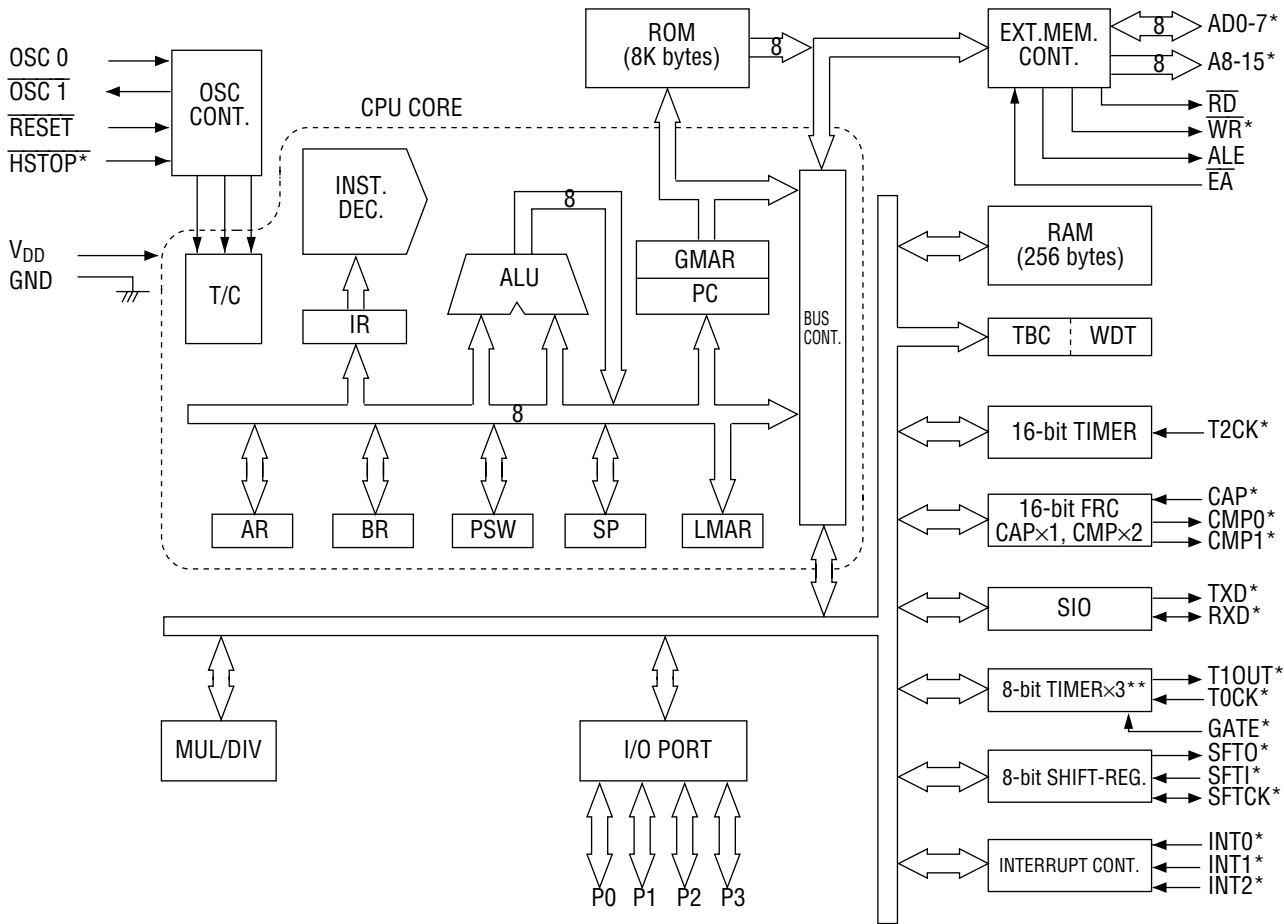 OSC 0
OSC 1
RESET
HSTOP*
OSC
CONT.
VDD
GND
T/C
CPU CORE
INST.
DEC.
IR
ALU
8
ROM
(8K bytes)
8
GMAR
PC
BUS
CONT.
8
AR
BR
PSW
SP
LMAR
EXT.MEM.
CONT.
8
AD0-7*
8
A8-15*
RD
WR*
ALE
EA
RAM
(256 bytes)
TBC
WDT
16-bit TIMER
T2CK*
16-bit FRC
CAP×1, CMP×2
CAP*
CMP0*
CMP1*
SIO
TXD*
RXD*
8-bit TIMER×3**
T1OUT*
T0CK*
GATE*
8-bit SHIFT-REG.
SFTO*
SFTI*
SFTCK*
INTERRUPT CONT.
INT0*
INT1*
INT2*
MUL/DIV
I/O PORT
P0
P1
P2
P3